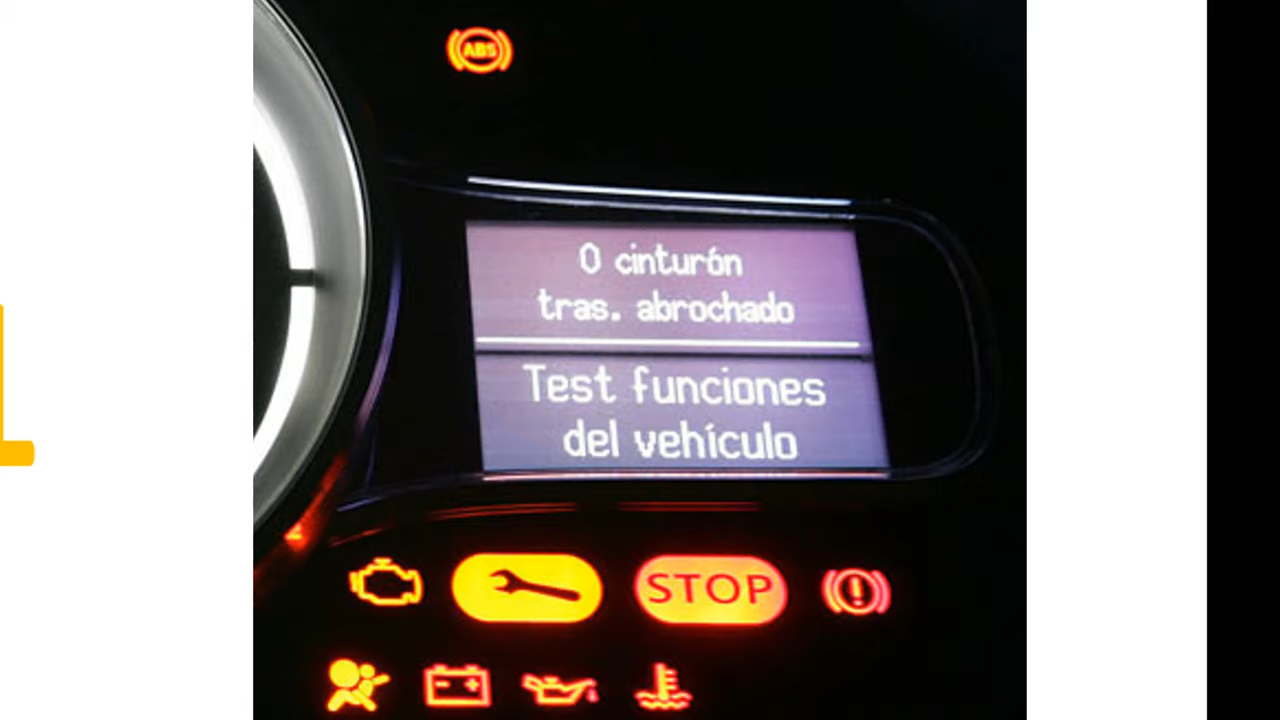 ABS
0 cinturón
tras. abrochado
Test funciones
del vehículo
STOP